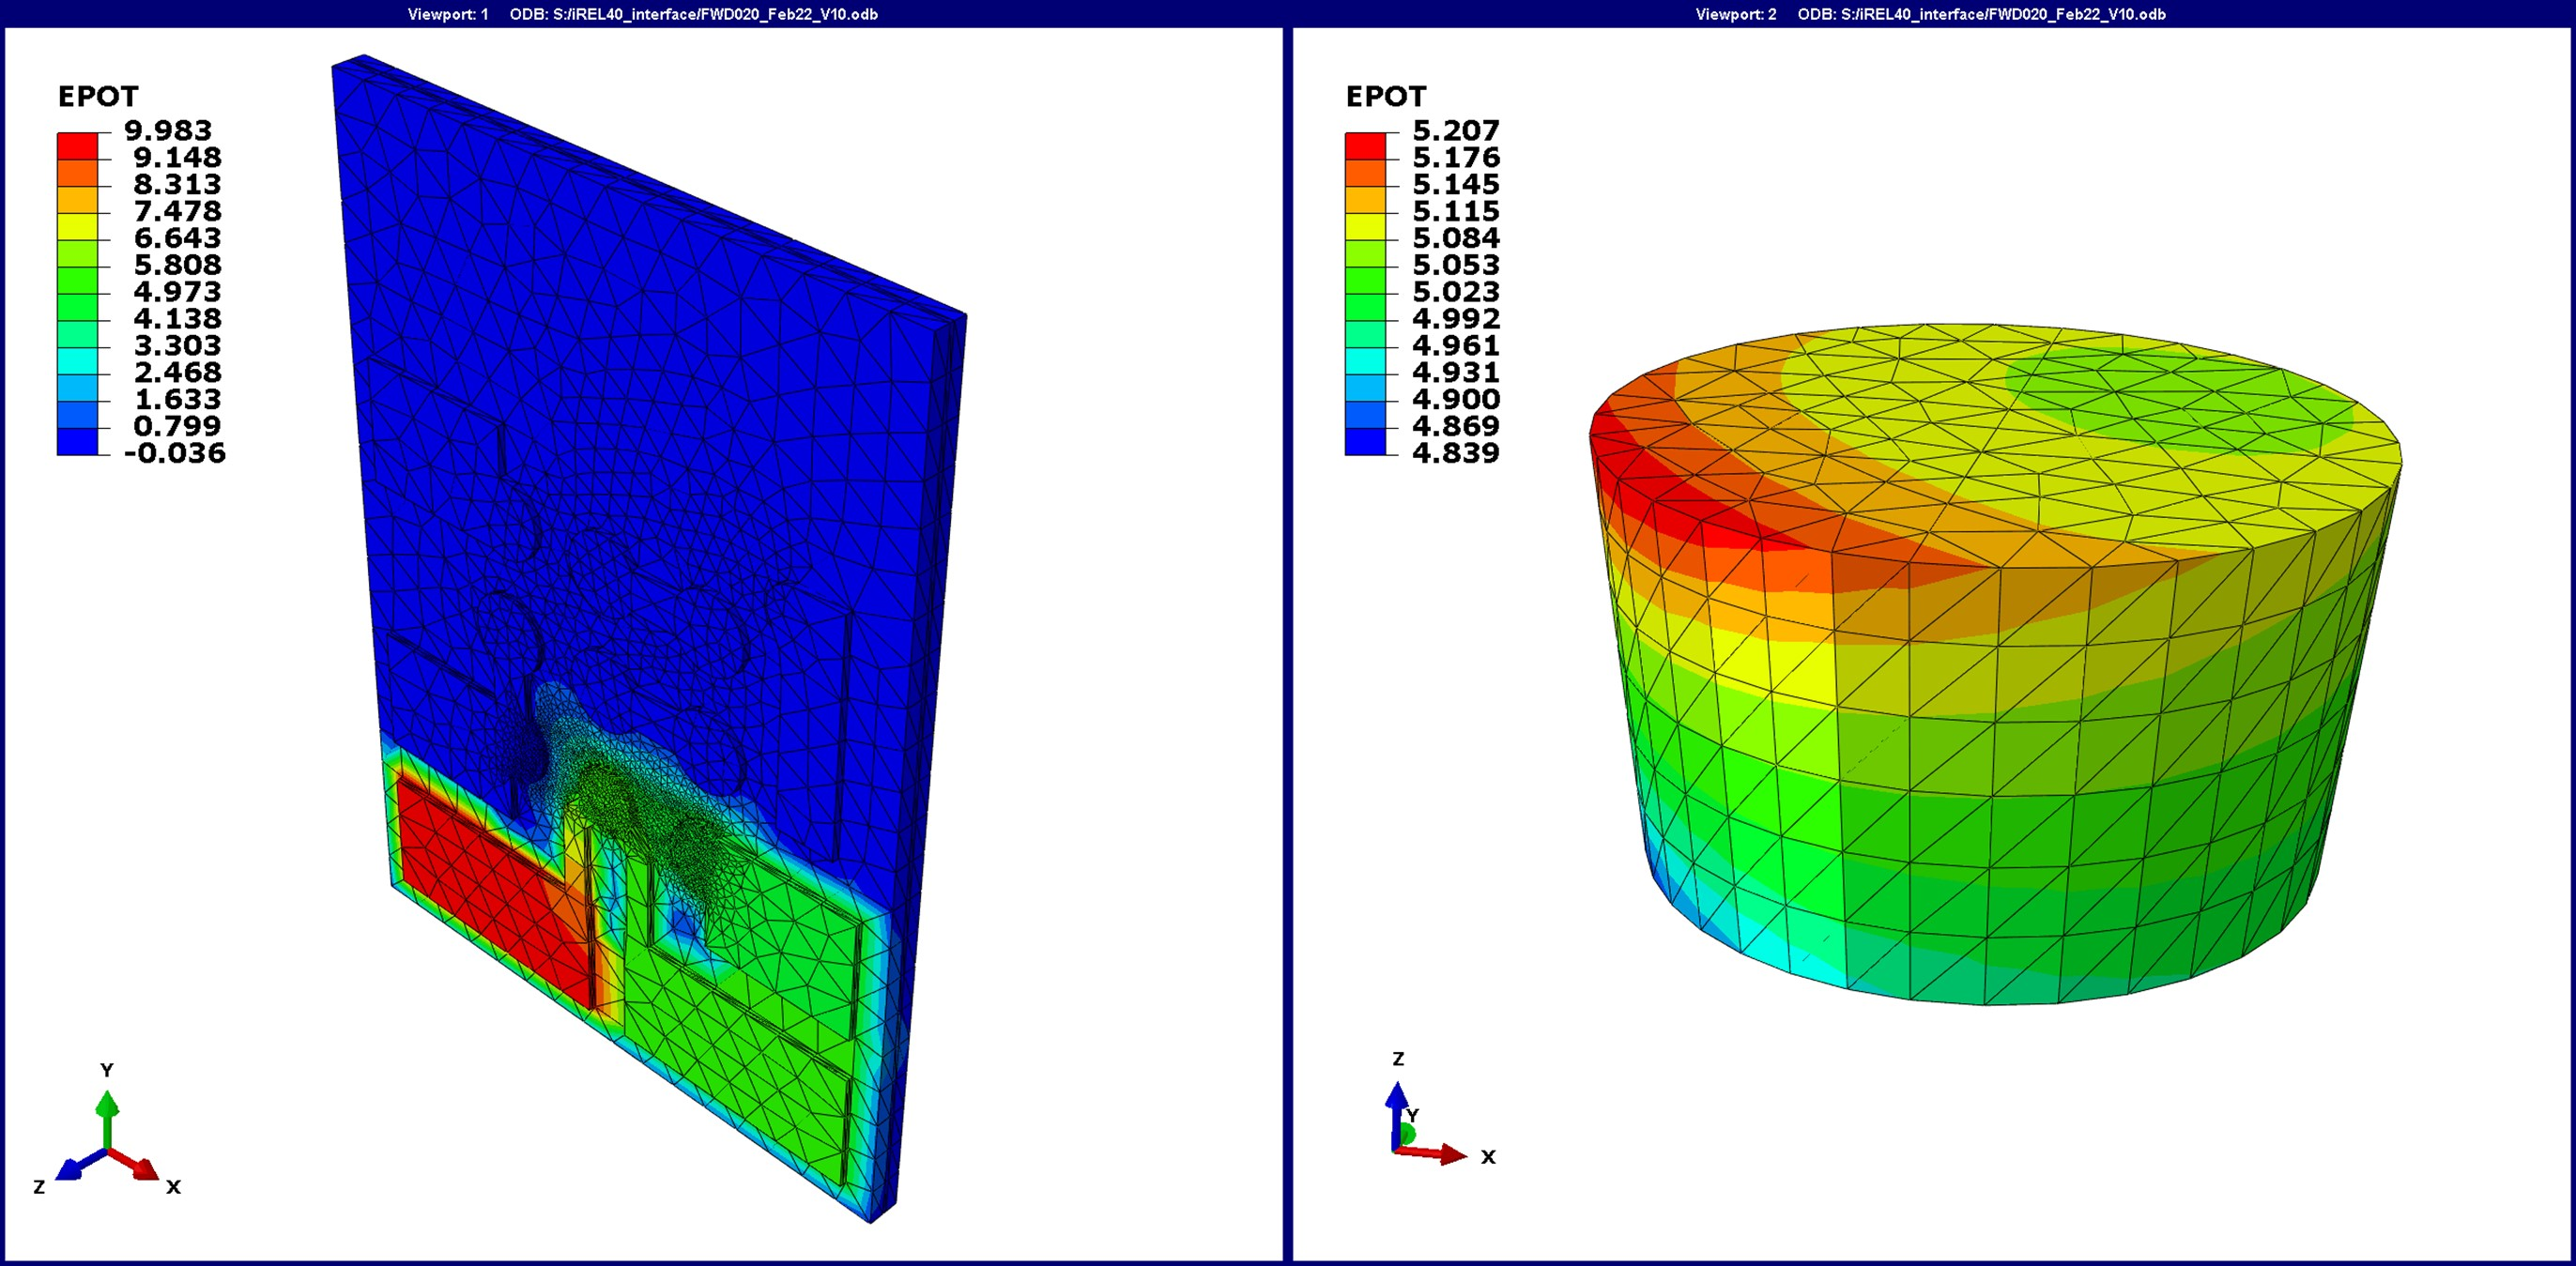 Viewport: 1 ODB: S:/iREL40_interface/FWD020_Feb22_V10.odb
EPOT
9.983
9.148
8.313
7.478
6.643
5.808
4.973
4.138
3.303
2.468
1.633
0.799
-0.036
Y
Z
X
Viewport: 2 ODB: S:/iREL40_interface/FWD020_Feb22_V10.odb
EPOT
5.207
5.176
5.145
5.115
5.084
5.053
5.023
4.992
4.961
4.931
4.900
4.869
4.839
Z
Y
X